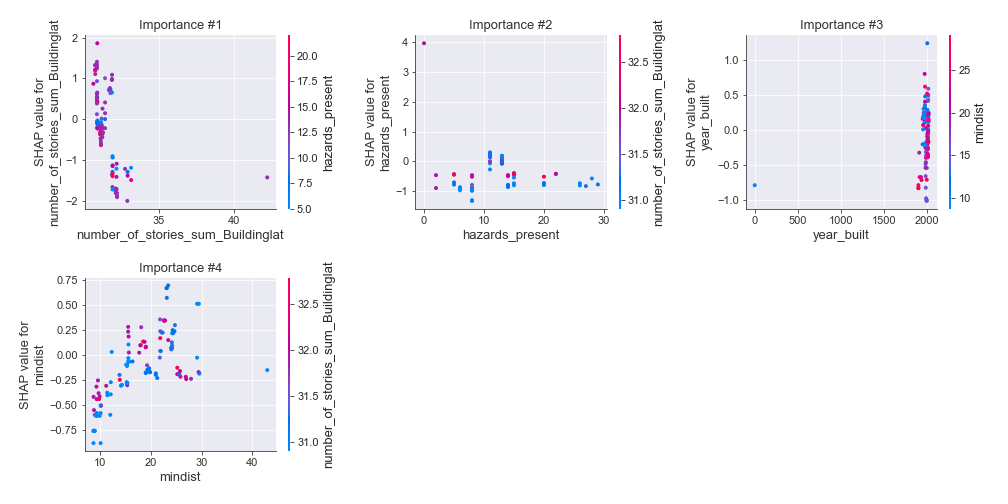 Importance #1
SHAP value for
number_of_stories_sum_Buildinglat
2
1
0
−1
−2
35
40
number_of_stories_sum_Buildinglat
20.0
17.5
15.0
12.5
10.0
7.5
5.0
hazards_present
Importance #2
SHAP value for
hazards_present
4
3
2
1
0
−1
0
10
20
30
hazards_present
32.5
32.0
31.5
31.0
number_of_stories_sum_Buildinglat
Importance #3
SHAP value for
year_built
1.0
0.5
0.0
−0.5
−1.0
0
500
1000
1500
2000
year_built
25
20
15
10
mindist
Importance #4
SHAP value for
mindist
0.75
0.50
0.25
0.00
−0.25
−0.50
−0.75
10
20
30
40
mindist
32.5
32.0
31.5
31.0
number_of_stories_sum_Buildinglat